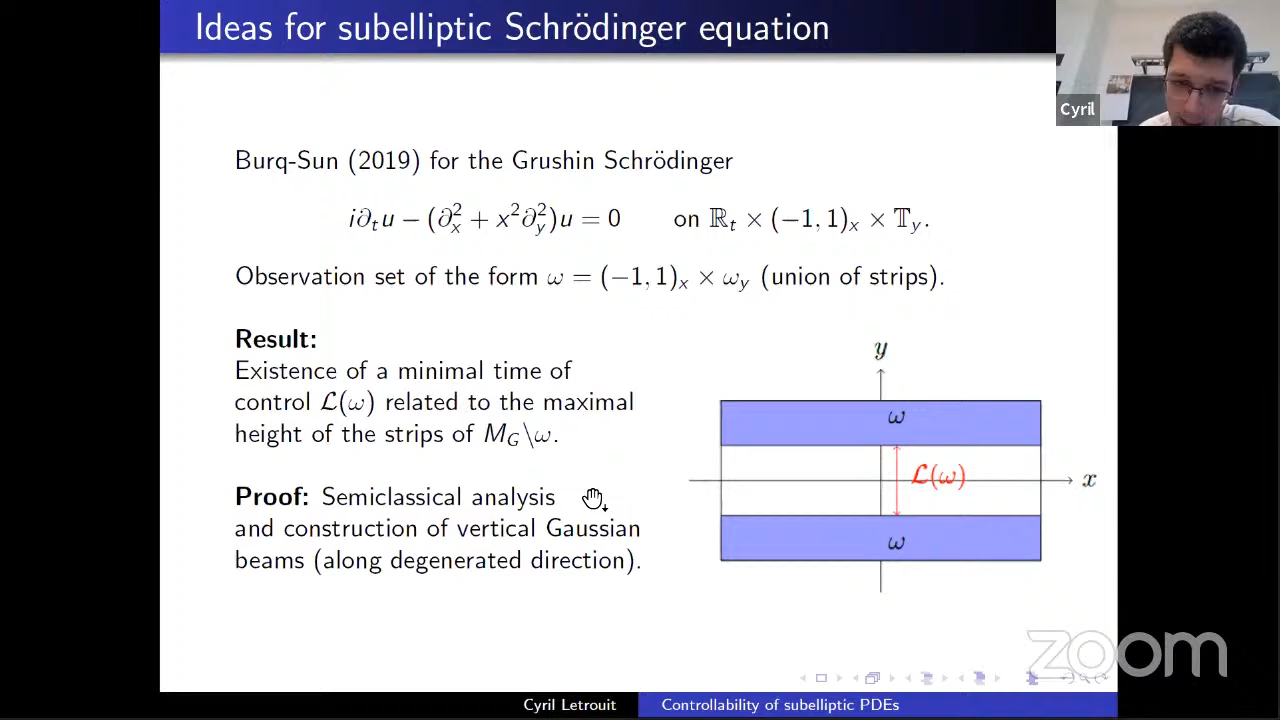 Ideas for subelliptic Schrödinger equation
Cyril
Burq-Sun (2019) for the Grushin Schrödinger
i∂ₜu − (∂ₓ² + x²∂ᵧ²)u = 0 on ℝₜ × (−1, 1)ₓ × 𝕋ᵧ.
Observation set of the form ω = (−1, 1)ₓ × ωᵧ (union of strips).
Result:
Existence of a minimal time of
control ℒ(ω) related to the maximal
height of the strips of M_G\ω.
Proof: Semiclassical analysis
and construction of vertical Gaussian
beams (along degenerated direction).
y
ω
ℒ(ω)
x
ω
zoom
Cyril Letrouit
Controllability of subelliptic PDEs